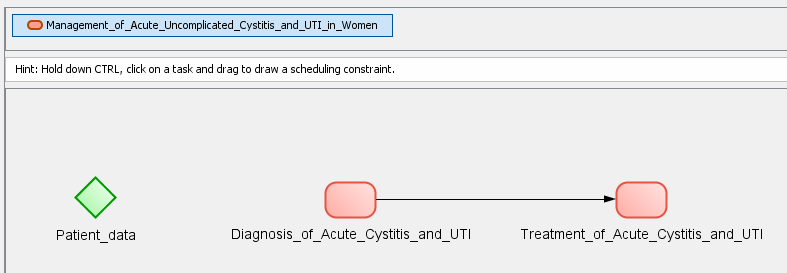 Management_of_Acute_Uncomplicated_Cystitis_and_UTI_in_Women
Hint: Hold down CTRL, click on a task and drag to draw a scheduling constraint.
Patient_data
Diagnosis_of_Acute_Cystitis_and_UTI
Treatment_of_Acute_Cystitis_and_UTI